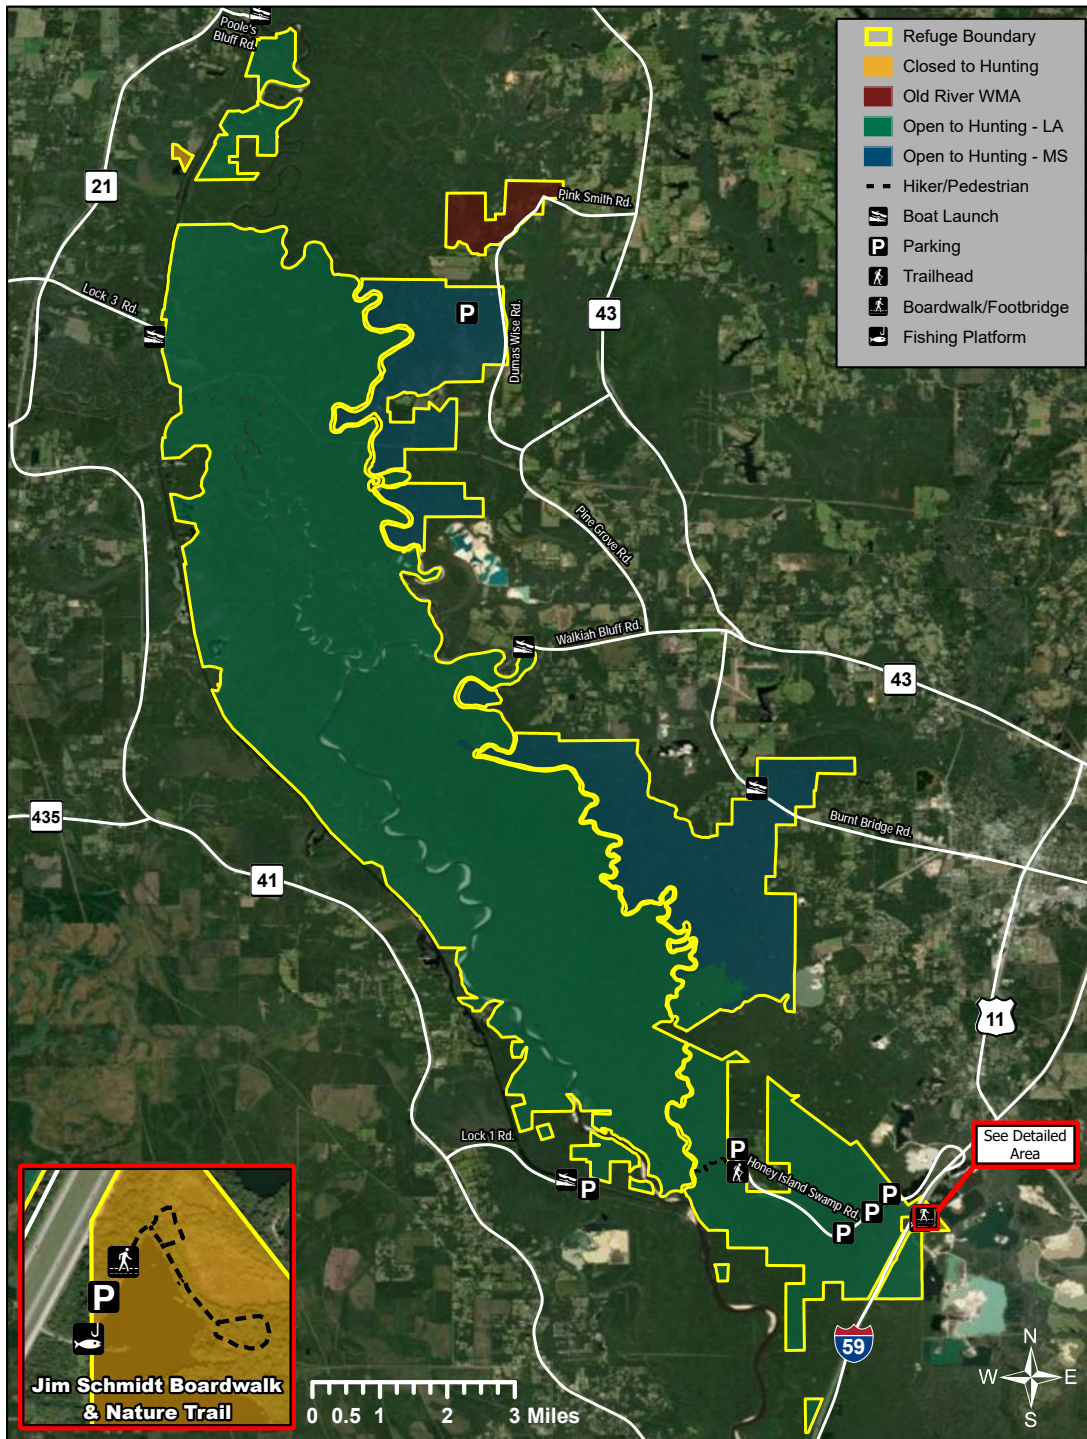 Poole's
Bluff Rd.
Refuge Boundary
Closed to Hunting
Old River WMA
Open to Hunting - LA
Open to Hunting - MS
Hiker/Pedestrian
Boat Launch
P Parking
Trailhead
Boardwalk/Footbridge
Fishing Platform
21
Pink Smith Rd.
Lock 3 Rd.
P
43
Dumas Wise Rd.
Pine Grove Rd.
Walkiah Bluff Rd.
43
435
Burnt Bridge Rd.
41
11
See Detailed
Area
Lock 1 Rd.
P
Honey Island Swamp Rd.
P
P
P
P
59
P
Jim Schmidt Boardwalk
& Nature Trail
0 0.5 1 2 3 Miles
N
W E
S